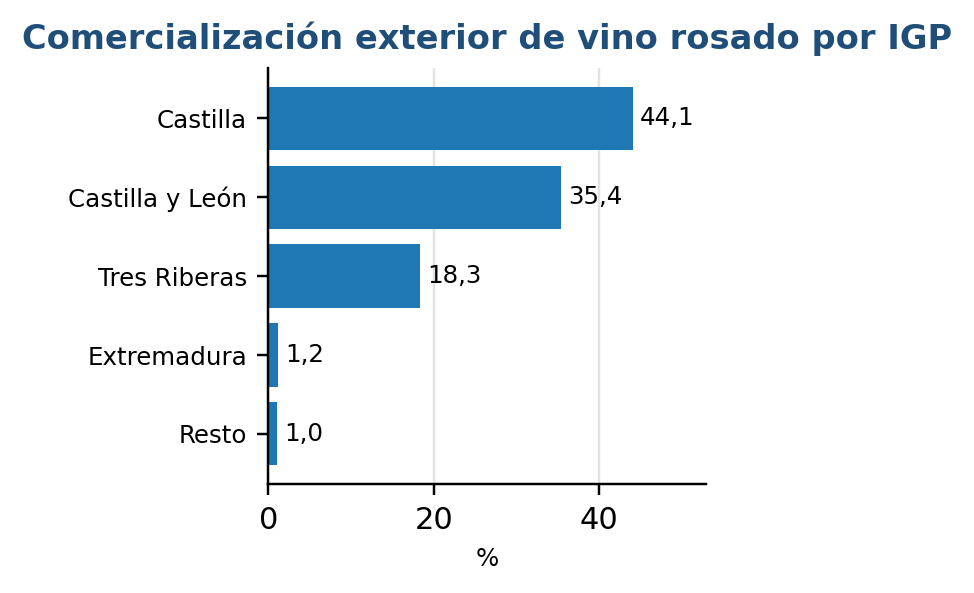 Comercialización exterior de vino rosado por IGP
Castilla 44,1
Castilla y León 35,4
Tres Riberas 18,3
Extremadura 1,2
Resto 1,0
0 20 40
%